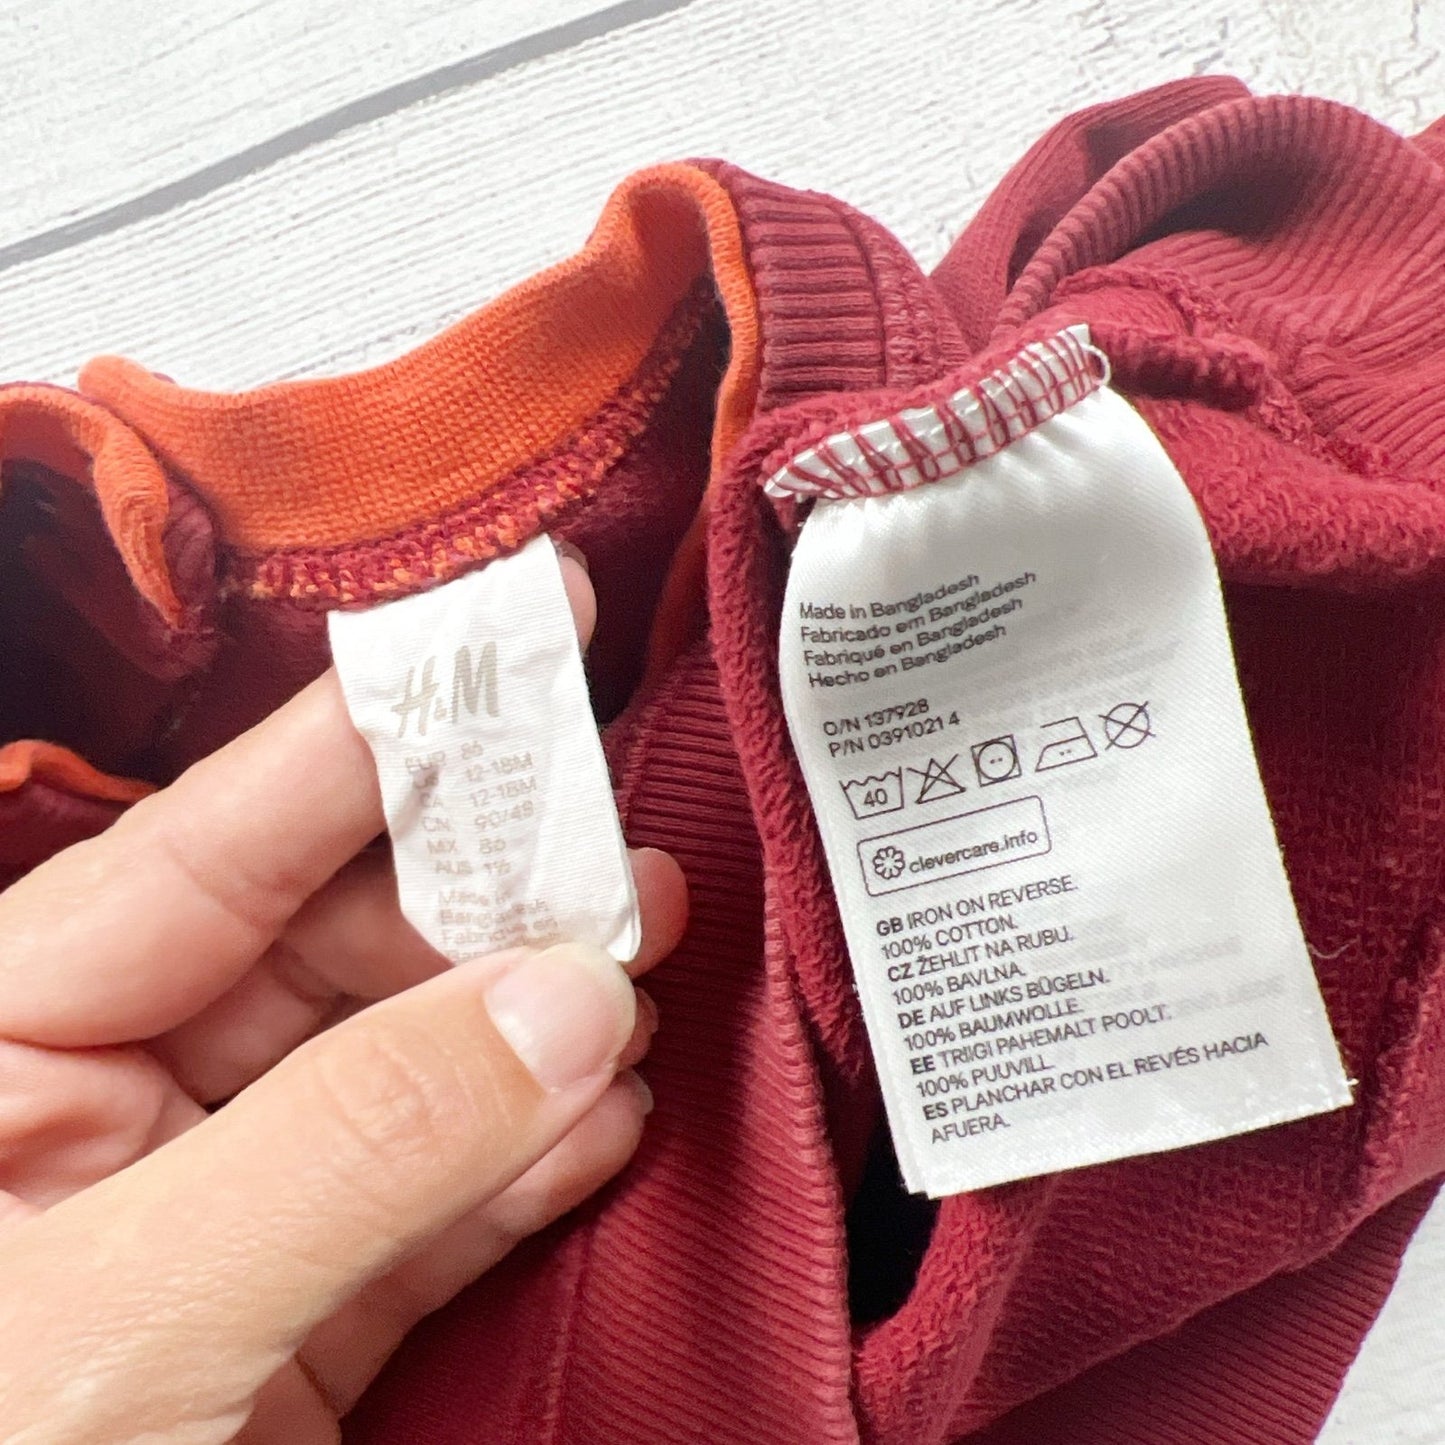 H&M
EUR 86
US 12-18M
CA 12-18M
CN 90/48
MX 86
AUS 1½
Made in
Bangladesh
Fabriqué en
Made in Bangladesh
Fabricado em Bangladesh
Fabriqué en Bangladesh
Hecho en Bangladesh
O/N 137928
P/N 0391021 4
40
clevercare.info
GB IRON ON REVERSE.
100% COTTON.
CZ ŽEHLIT NA RUBU.
100% BAVLNA.
DE AUF LINKS BÜGELN.
100% BAUMWOLLE.
EE TRIIGI PAHEMALT POOLT.
100% PUUVILL.
ES PLANCHAR CON EL REVÉS HACIA
AFUERA.